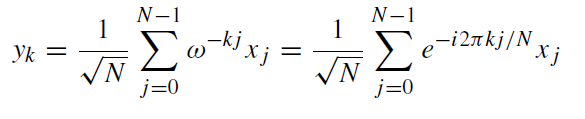 $y_k = \frac{1}{\sqrt{N}} \sum_{j=0}^{N-1} \omega^{-kj} x_j = \frac{1}{\sqrt{N}} \sum_{j=0}^{N-1} e^{-i2\pi kj/N} x_j$